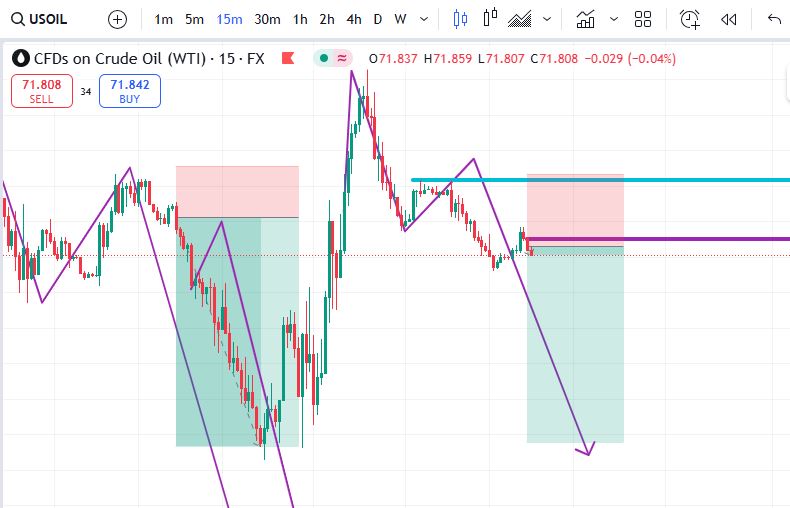 USOIL 1m 5m 15m 30m 1h 2h 4h D W
CFDs on Crude Oil (WTI) · 15 · FX ≈ O71.837 H71.859 L71.807 C71.808 −0.029 (−0.04%)
71.808 34 71.842
SELL BUY